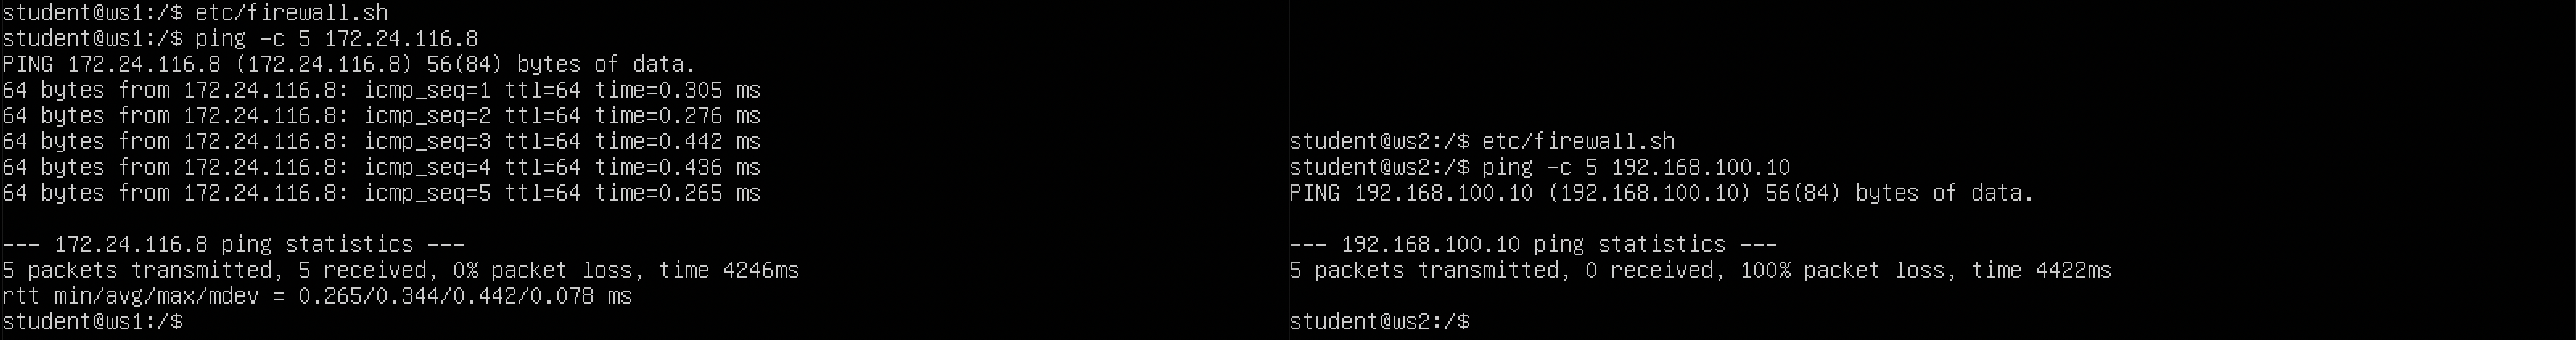 student@ws1:/$ etc/firewall.sh
student@ws1:/$ ping -c 5 172.24.116.8
PING 172.24.116.8 (172.24.116.8) 56(84) bytes of data.
64 bytes from 172.24.116.8: icmp_seq=1 ttl=64 time=0.305 ms
64 bytes from 172.24.116.8: icmp_seq=2 ttl=64 time=0.276 ms
64 bytes from 172.24.116.8: icmp_seq=3 ttl=64 time=0.442 ms
64 bytes from 172.24.116.8: icmp_seq=4 ttl=64 time=0.436 ms
64 bytes from 172.24.116.8: icmp_seq=5 ttl=64 time=0.265 ms
--- 172.24.116.8 ping statistics ---
5 packets transmitted, 5 received, 0% packet loss, time 4246ms
rtt min/avg/max/mdev = 0.265/0.344/0.442/0.078 ms
student@ws1:/$
student@ws2:/$ etc/firewall.sh
student@ws2:/$ ping -c 5 192.168.100.10
PING 192.168.100.10 (192.168.100.10) 56(84) bytes of data.
--- 192.168.100.10 ping statistics ---
5 packets transmitted, 0 received, 100% packet loss, time 4422ms
student@ws2:/$